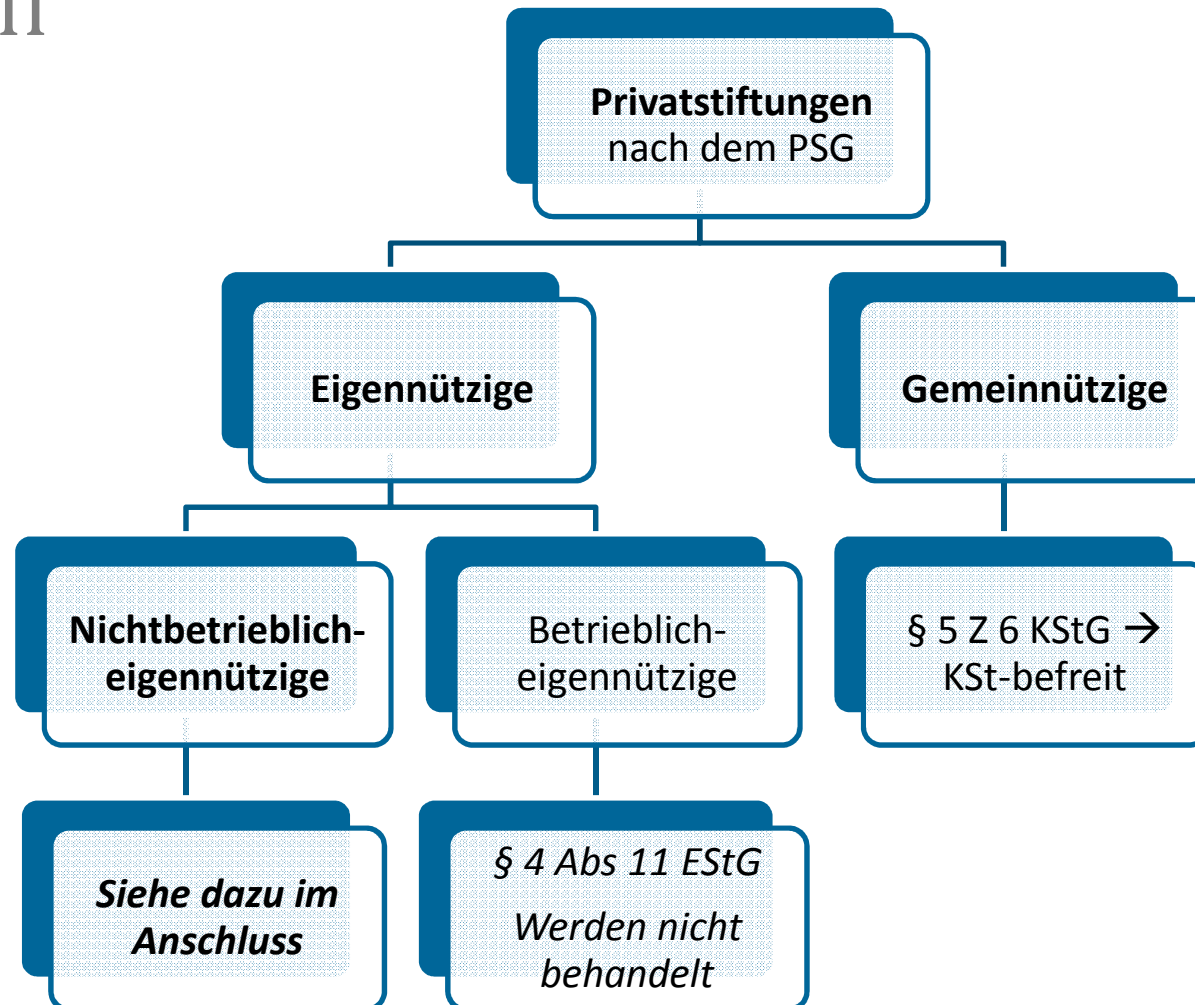 Privatstiftungen
nach dem PSG
Eigennützige
Gemeinnützige
Nichtbetrieblich-
eigennützige
Betrieblich-
eigennützige
§ 5 Z 6 KStG →
KSt-befreit
Siehe dazu im
Anschluss
§ 4 Abs 11 EStG
Werden nicht
behandelt